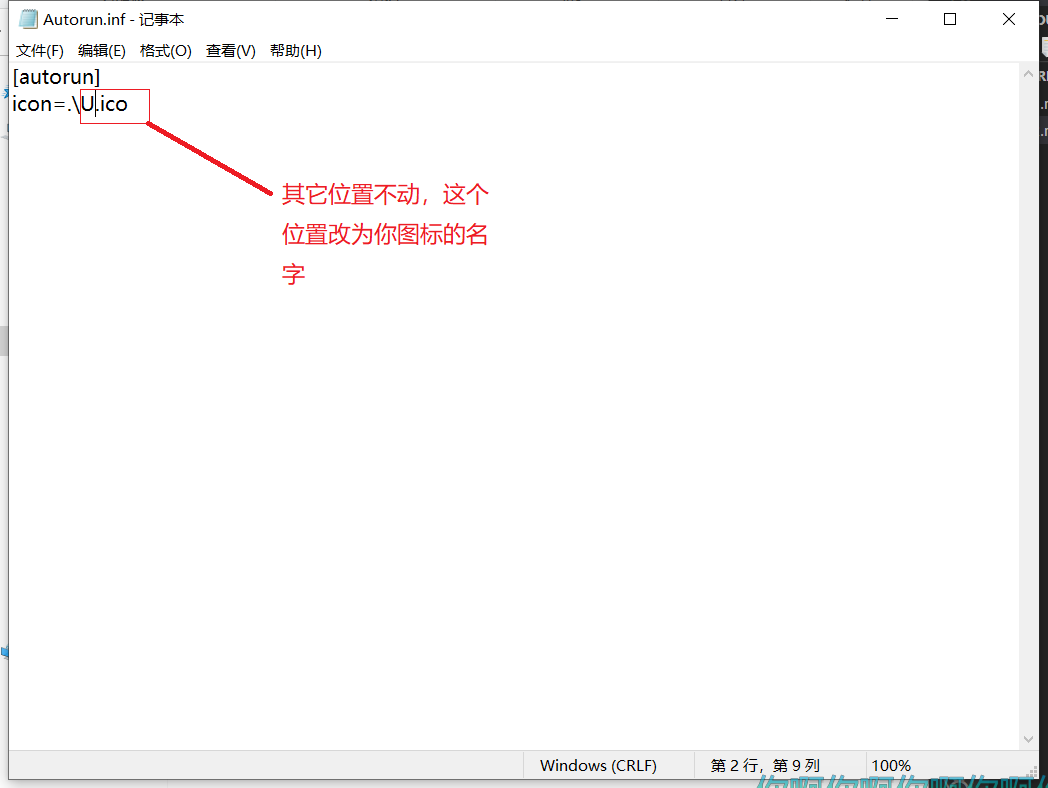 Autorun.inf - 记事本
文件(F) 编辑(E) 格式(O) 查看(V) 帮助(H)
[autorun]
icon=.\U.ico
其它位置不动，这个
位置改为你图标的名
字
Windows (CRLF) 第 2 行，第 9 列 100%